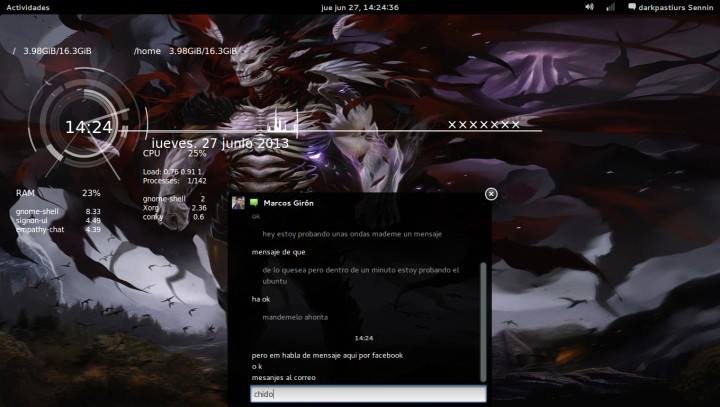 Actividades
jue jun 27, 14:24:36
darkpastiurs Sennin
/ 3.98GiB/16.3GiB
/home 3.98GiB/16.3GiB
14:24
×××××××
jueves, 27 junio 2013
CPU 25%
Load: 0.76 0.91 1.
Processes: 1/142
gnome-shell 2
Xorg 2.36
conky 0.6
RAM 23%
gnome-shell 8.33
signon-ui 4.49
empathy-chat 4.39
Marcos Girón
ok
hey estoy probando unas ondas mademe un mensaje
mensaje de que
de lo quesea pero dentro de un minuto estoy probando el
ubuntu
ha ok
mandemelo ahorita
14:24
pero em habla de mensaje aqui por facebook
o k
mesanjes al correo
chido